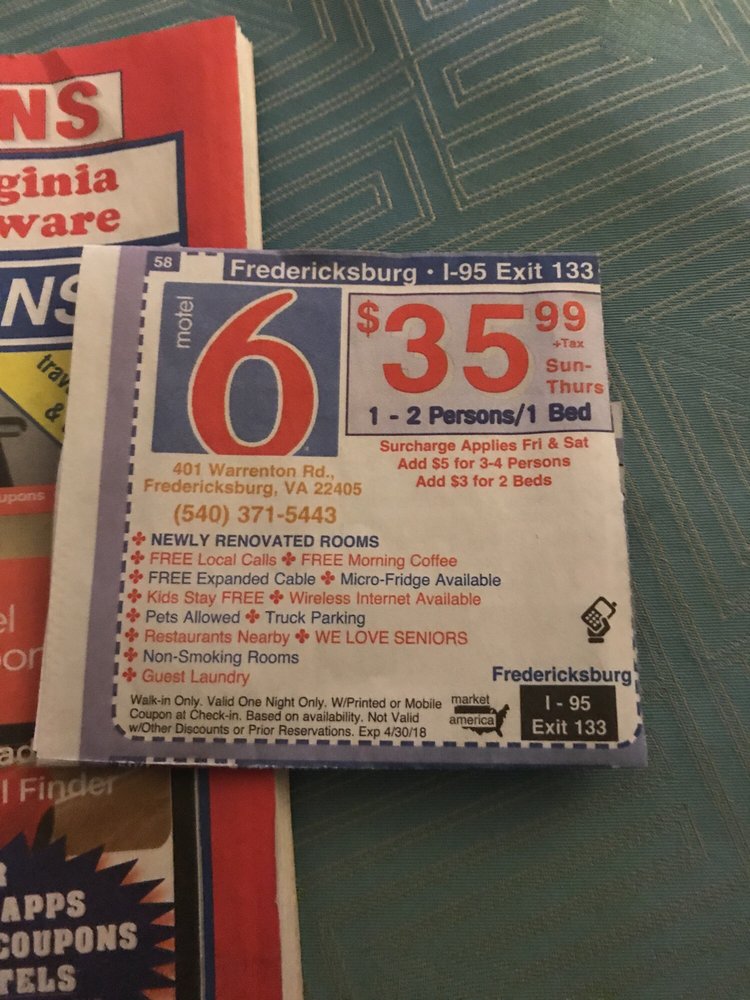 NS
ginia
ware
NS
trav
&
upons
el
por
ad
l Finder
R
APPS
COUPONS
TELS
58
Fredericksburg · I-95 Exit 133
motel
6
$35.99
+Tax
Sun-
Thurs
1 - 2 Persons/1 Bed
Surcharge Applies Fri & Sat
Add $5 for 3-4 Persons
Add $3 for 2 Beds
401 Warrenton Rd.,
Fredericksburg, VA 22405
(540) 371-5443
NEWLY RENOVATED ROOMS
FREE Local Calls ✤ FREE Morning Coffee
FREE Expanded Cable ✤ Micro-Fridge Available
Kids Stay FREE ✤ Wireless Internet Available
Pets Allowed ✤ Truck Parking
Restaurants Nearby ✤ WE LOVE SENIORS
Non-Smoking Rooms
Guest Laundry
Walk-in Only. Valid One Night Only. W/Printed or Mobile
Coupon at Check-in. Based on availability. Not Valid
w/Other Discounts or Prior Reservations. Exp 4/30/18
market
america
Fredericksburg
I - 95
Exit 133